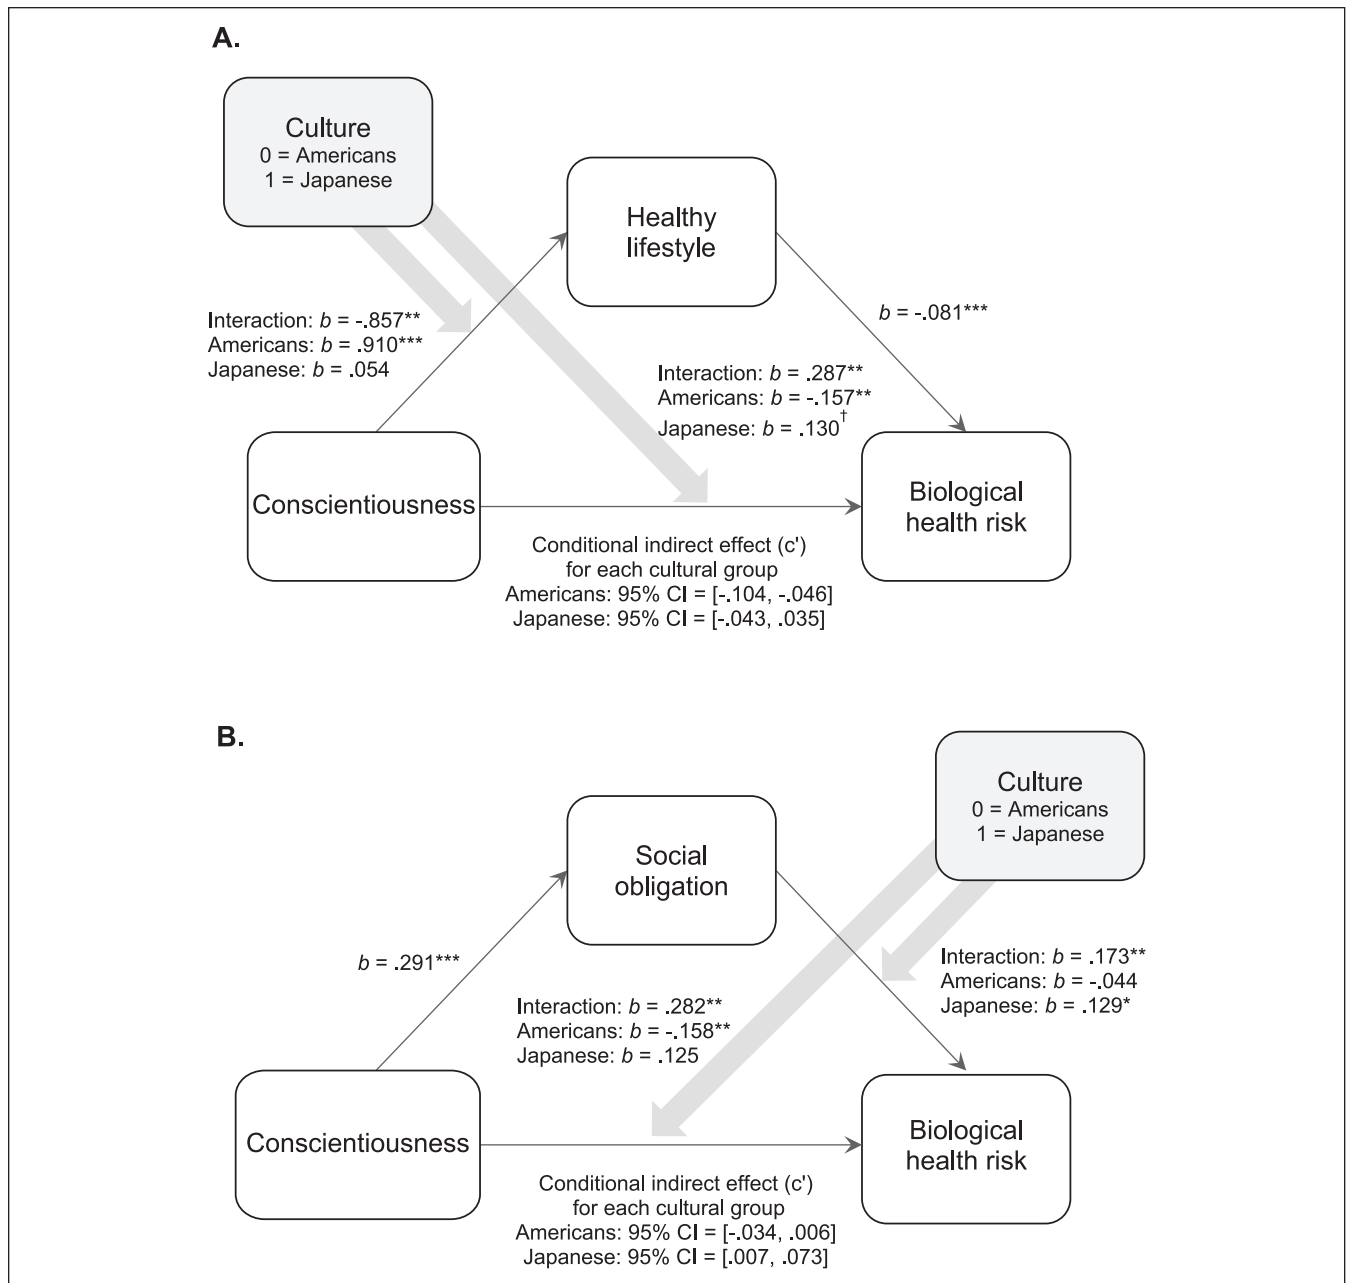 A.
Culture
0 = Americans
1 = Japanese
Healthy
lifestyle
Interaction: b = -.857**
Americans: b = .910***
Japanese: b = .054
b = -.081***
Interaction: b = .287**
Americans: b = -.157**
Japanese: b = .130†
Conscientiousness
Biological
health risk
Conditional indirect effect (c')
for each cultural group
Americans: 95% CI = [-.104, -.046]
Japanese: 95% CI = [-.043, .035]
B.
Culture
0 = Americans
1 = Japanese
Social
obligation
b = .291***
Interaction: b = .173**
Americans: b = -.044
Japanese: b = .129*
Interaction: b = .282**
Americans: b = -.158**
Japanese: b = .125
Conscientiousness
Biological
health risk
Conditional indirect effect (c')
for each cultural group
Americans: 95% CI = [-.034, .006]
Japanese: 95% CI = [.007, .073]